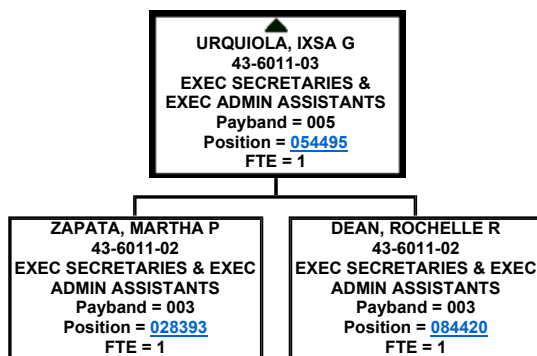 URQUIOLA, IXSA G
43-6011-03
EXEC SECRETARIES &
EXEC ADMIN ASSISTANTS
Payband = 005
Position = 054495
FTE = 1
ZAPATA, MARTHA P
43-6011-02
EXEC SECRETARIES & EXEC
ADMIN ASSISTANTS
Payband = 003
Position = 028393
FTE = 1
DEAN, ROCHELLE R
43-6011-02
EXEC SECRETARIES & EXEC
ADMIN ASSISTANTS
Payband = 003
Position = 084420
FTE = 1